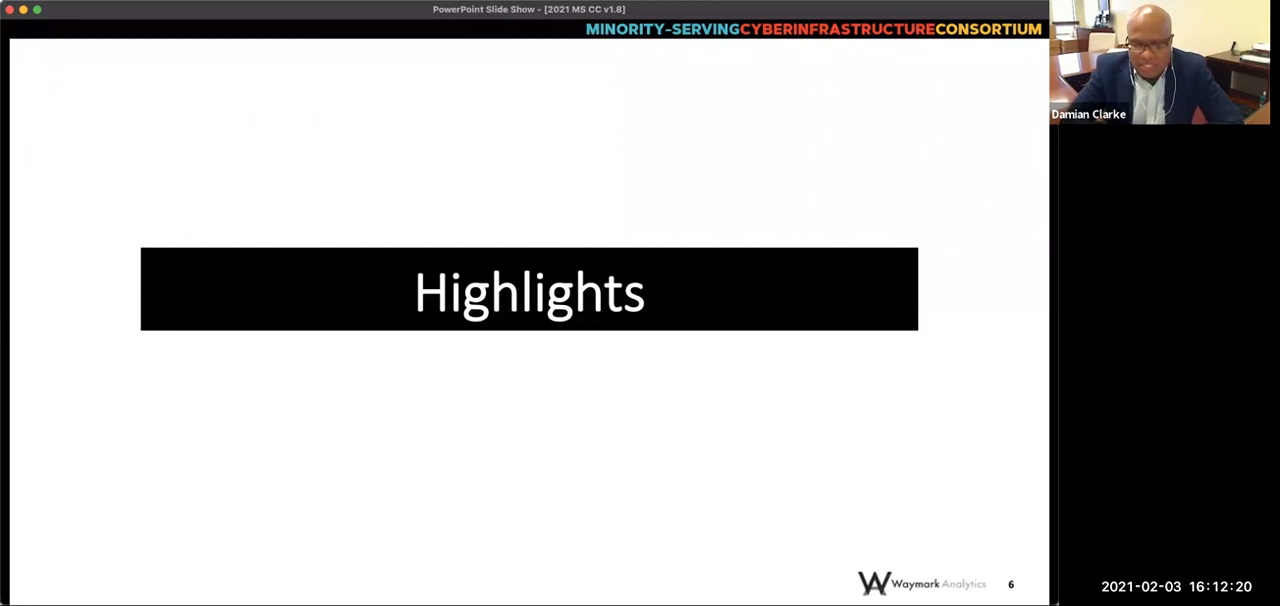 PowerPoint Slide Show - [2021 MS CC v1.8]
MINORITY-SERVINGCYBERINFRASTRUCTURECONSORTIUM
Damian Clarke
Highlights
WA Waymark Analytics 6
2021-02-03 16:12:20